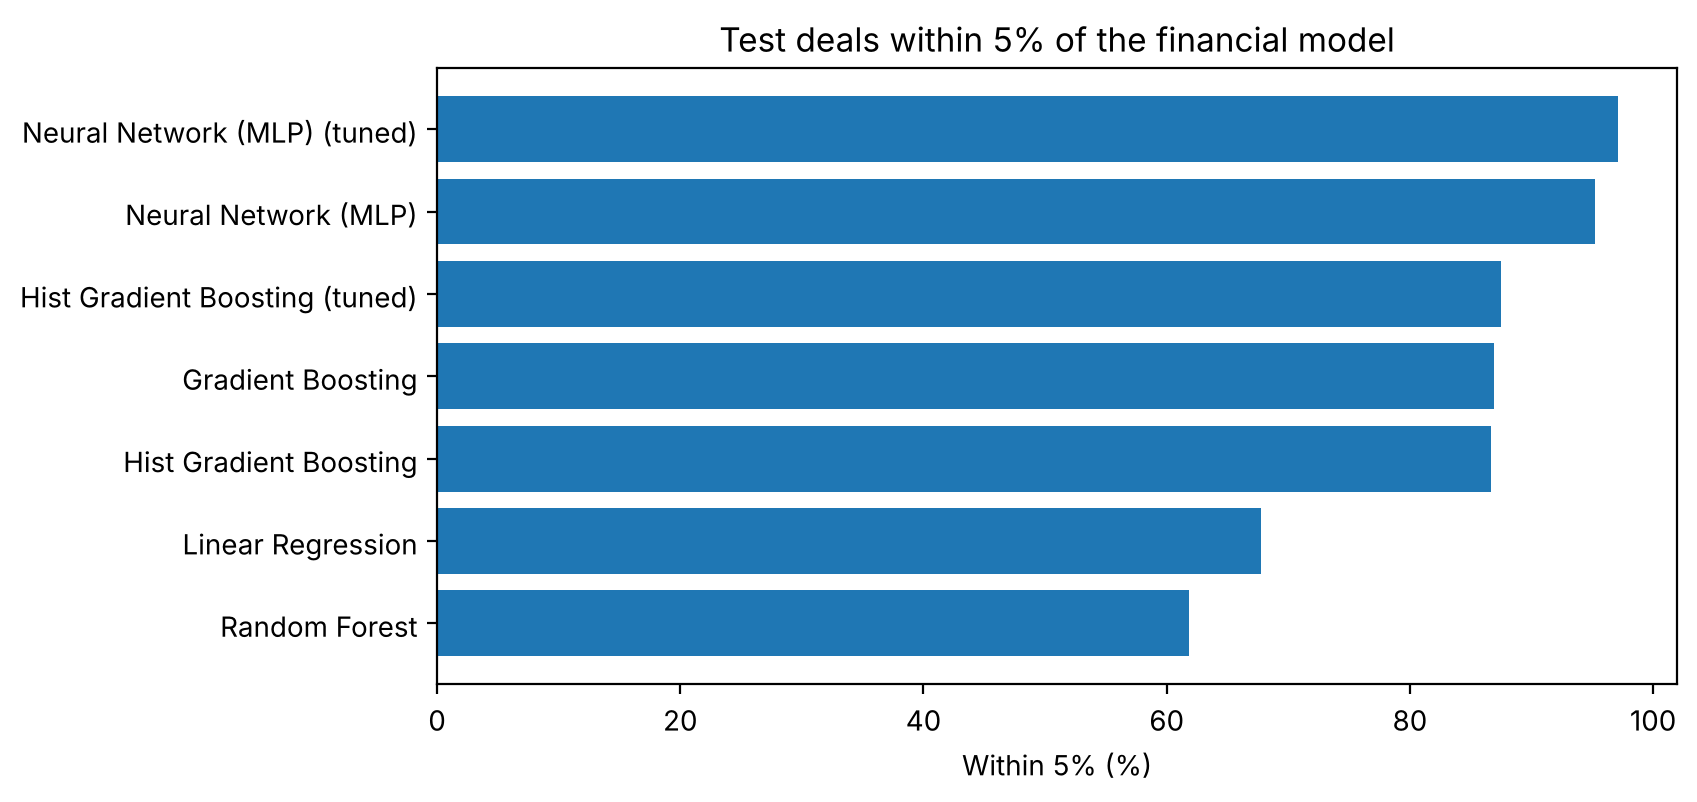 Test deals within 5% of the financial model
Neural Network (MLP) (tuned)
Neural Network (MLP)
Hist Gradient Boosting (tuned)
Gradient Boosting
Hist Gradient Boosting
Linear Regression
Random Forest
0 20 40 60 80 100
Within 5% (%)